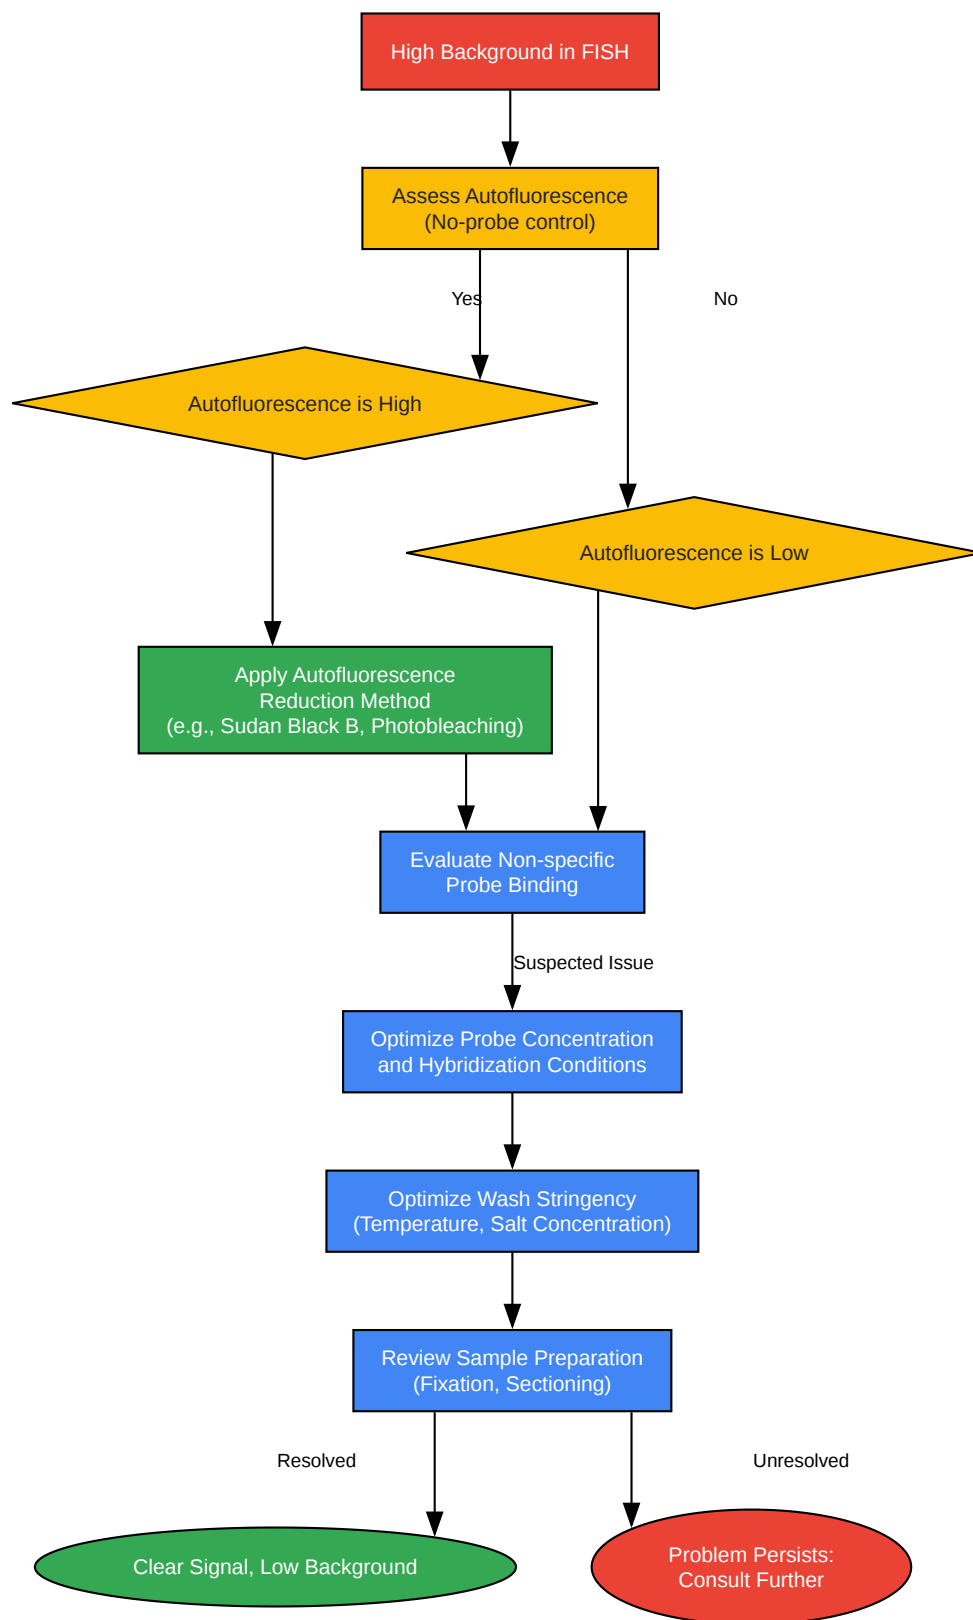 High Background in FISH
Assess Autofluorescence
(No-probe control)
Yes
No
Autofluorescence is High
Autofluorescence is Low
Apply Autofluorescence
Reduction Method
(e.g., Sudan Black B, Photobleaching)
Evaluate Non-specific
Probe Binding
Suspected Issue
Optimize Probe Concentration
and Hybridization Conditions
Optimize Wash Stringency
(Temperature, Salt Concentration)
Review Sample Preparation
(Fixation, Sectioning)
Resolved
Unresolved
Clear Signal, Low Background
Problem Persists:
Consult Further